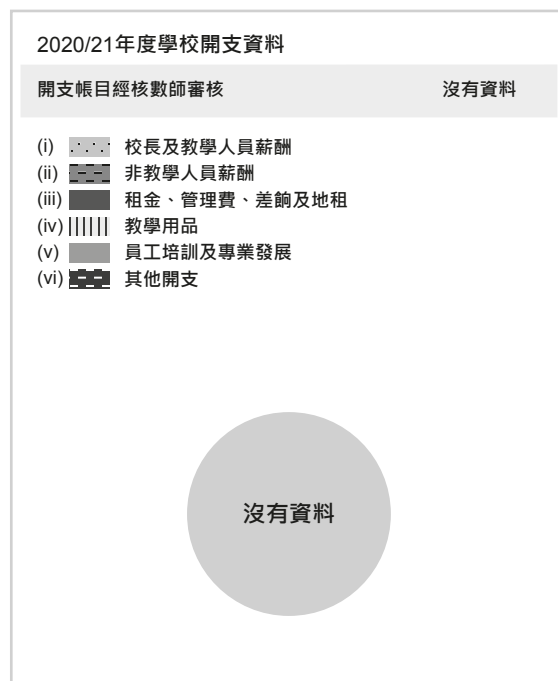 2020/21年度學校開支資料
開支帳目經核數師審核 沒有資料
(i) 校長及教學人員薪酬
(ii) 非教學人員薪酬
(iii) 租金、管理費、差餉及地租
(iv) 教學用品
(v) 員工培訓及專業發展
(vi) 其他開支
沒有資料